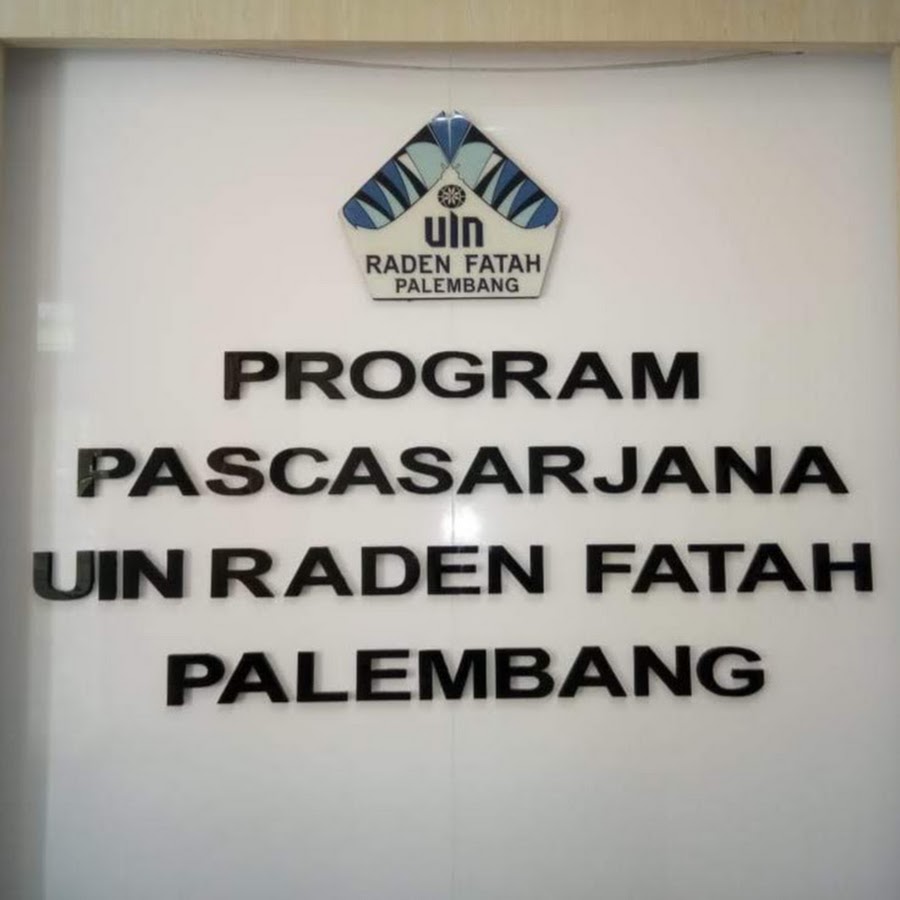 uin
RADEN FATAH
PALEMBANG
PROGRAM
PASCASARJANA
UIN RADEN FATAH
PALEMBANG